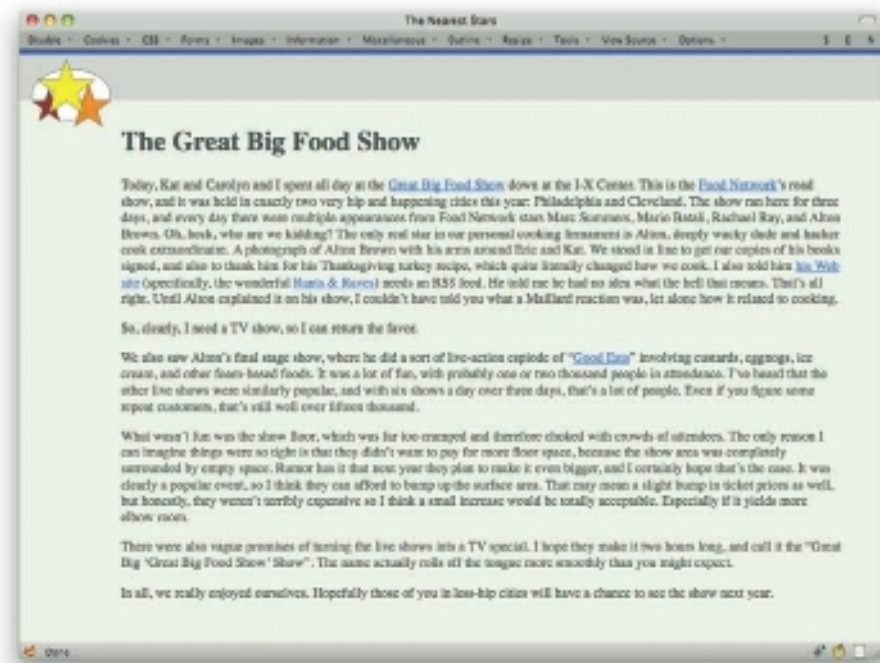 The Nearest Stars
Disable Cookies CSS Forms Images Information Miscellaneous Outline Resize Tools View Source Options
The Great Big Food Show
Today, Kat and Carolyn and I spent all day at the Great Big Food Show down at the I-X Center. This is the Food Network's road
show, and it was held in exactly two very hip and happening cities this year: Philadelphia and Cleveland. The show ran here for three
days, and every day there were multiple appearances from Food Network stars Marc Summers, Mario Batali, Rachael Ray, and Alton
Brown. Oh, heck, who are we kidding? The only real star in our personal cooking firmament is Alton, deeply wacky dude and hacker
cook extraordinaire. A photograph of Alton Brown with his arms around Eric and Kat. We stood in line to get our copies of his books
signed, and also to thank him for his Thanksgiving turkey recipe, which quite literally changed how we cook. I also told him his Web
site (specifically, the wonderful Rants & Raves) needs an RSS feed. He told me he had no idea what the hell that means. That's all
right. Until Alton explained it on his show, I couldn't have told you what a Maillard reaction was, let alone how it related to cooking.
So, clearly, I need a TV show, so I can return the favor.
We also saw Alton's final stage show, where he did a sort of live-action episode of "Good Eats" involving custards, eggnogs, ice
cream, and other foam-based foods. It was a lot of fun, with probably one or two thousand people in attendance. I've heard that the
other live shows were similarly popular, and with six shows a day over three days, that's a lot of people. Even if you figure some
repeat customers, that's still well over fifteen thousand.
What wasn't fun was the show floor, which was far too cramped and therefore choked with crowds of attendees. The only reason I
can imagine things were so tight is that they didn't want to pay for more floor space, because the show area was completely
surrounded by empty space. Rumor has it that next year they plan to make it even bigger, and I certainly hope that's the case. It was
clearly a popular event, so I think they can afford to bump up the surface area. That may mean a slight bump in ticket prices as well,
but honestly, they weren't terribly expensive so I think a small increase would be totally acceptable. Especially if it yields more
elbow room.
There were also vague promises of turning the live shows into a TV special. I hope they make it two hours long, and call it the "Great
Big 'Great Big Food Show' Show". The name actually rolls off the tongue more smoothly than you might expect.
In all, we really enjoyed ourselves. Hopefully those of you in less-hip cities will have a chance to see the show next year.
Done